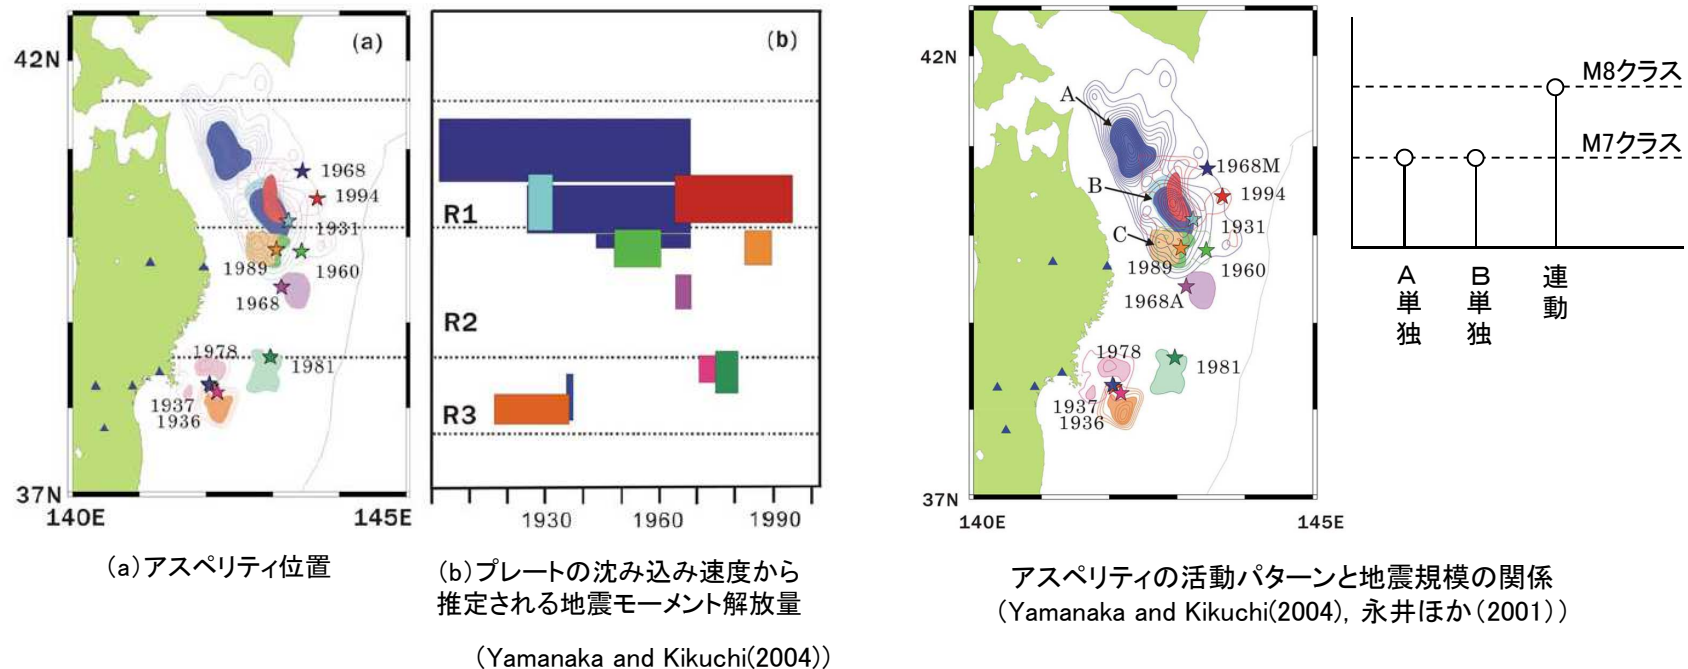 (a)
42N
1968
1994
1931
1989
1960
1968
1978
1981
1937
1936
37N
140E
145E
(a)アスペリティ位置
(b)
R1
R2
R3
1930
1960
1990
(b)プレートの沈み込み速度から
推定される地震モーメント解放量
(Yamanaka and Kikuchi(2004))
42N
A
1968M
B
1994
1931
C
1989
1960
1968A
1978
1981
1937
1936
37N
140E
145E
M8クラス
M7クラス
A単独
B単独
連動
アスペリティの活動パターンと地震規模の関係
(Yamanaka and Kikuchi(2004), 永井ほか(2001))